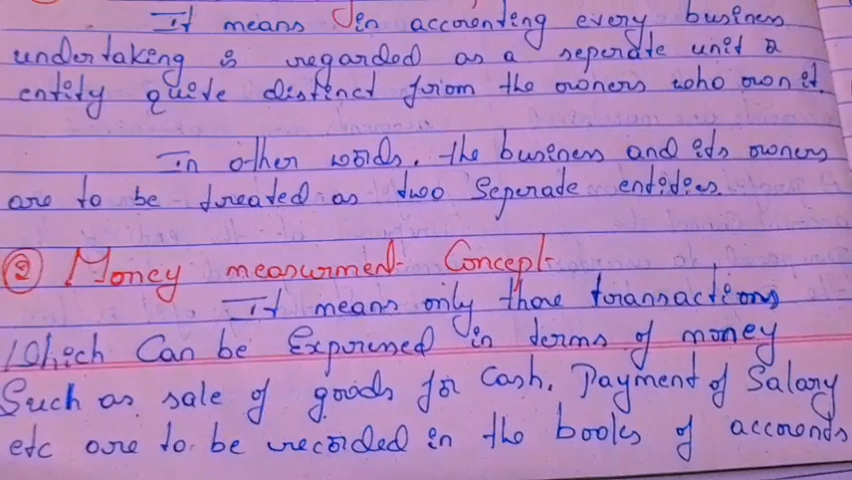 It means in accounting every business
undertaking is regarded as a seperate unit &
entity quite distinct from the owners who own it.
In other words, the business and its owners
are to be treated as two Seperate entities.
② Money measurment Concept-
It means only those transactions
Which Can be Expressed in terms of money
Such as sale of goods for Cash, Payment of Salary
etc are to be recorded in the books of accounts